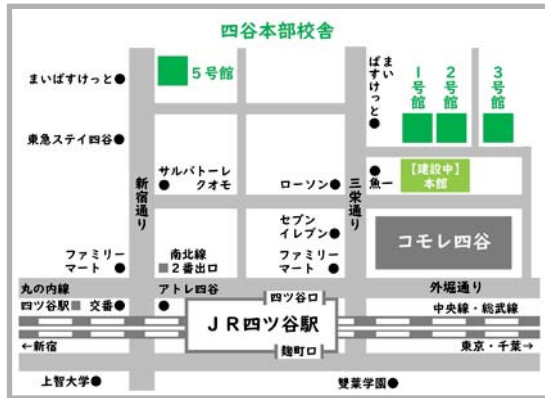 四谷本部校舎
まいばすけっと
5号館
まいばすけっと
1号館
2号館
3号館
東急ステイ四谷
サルバトーレ
クオモ
ローソン
魚一
【建設中】
本館
新宿通り
三栄通り
セブン
イレブン
コモレ四谷
ファミリー
マート
南北線
2番出口
ファミリー
マート
丸の内線
四ツ谷駅
交番
アトレ四谷
外堀通り
四ツ谷口
中央線・総武線
JR四ツ谷駅
麹町口
←新宿
東京・千葉→
上智大学
雙葉学園